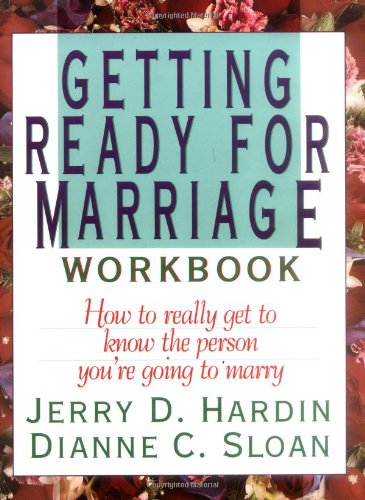 GETTING
READY FOR
MARRIAGE
WORKBOOK
How to really get to
know the person
you're going to marry
JERRY D. HARDIN
DIANNE C. SLOAN